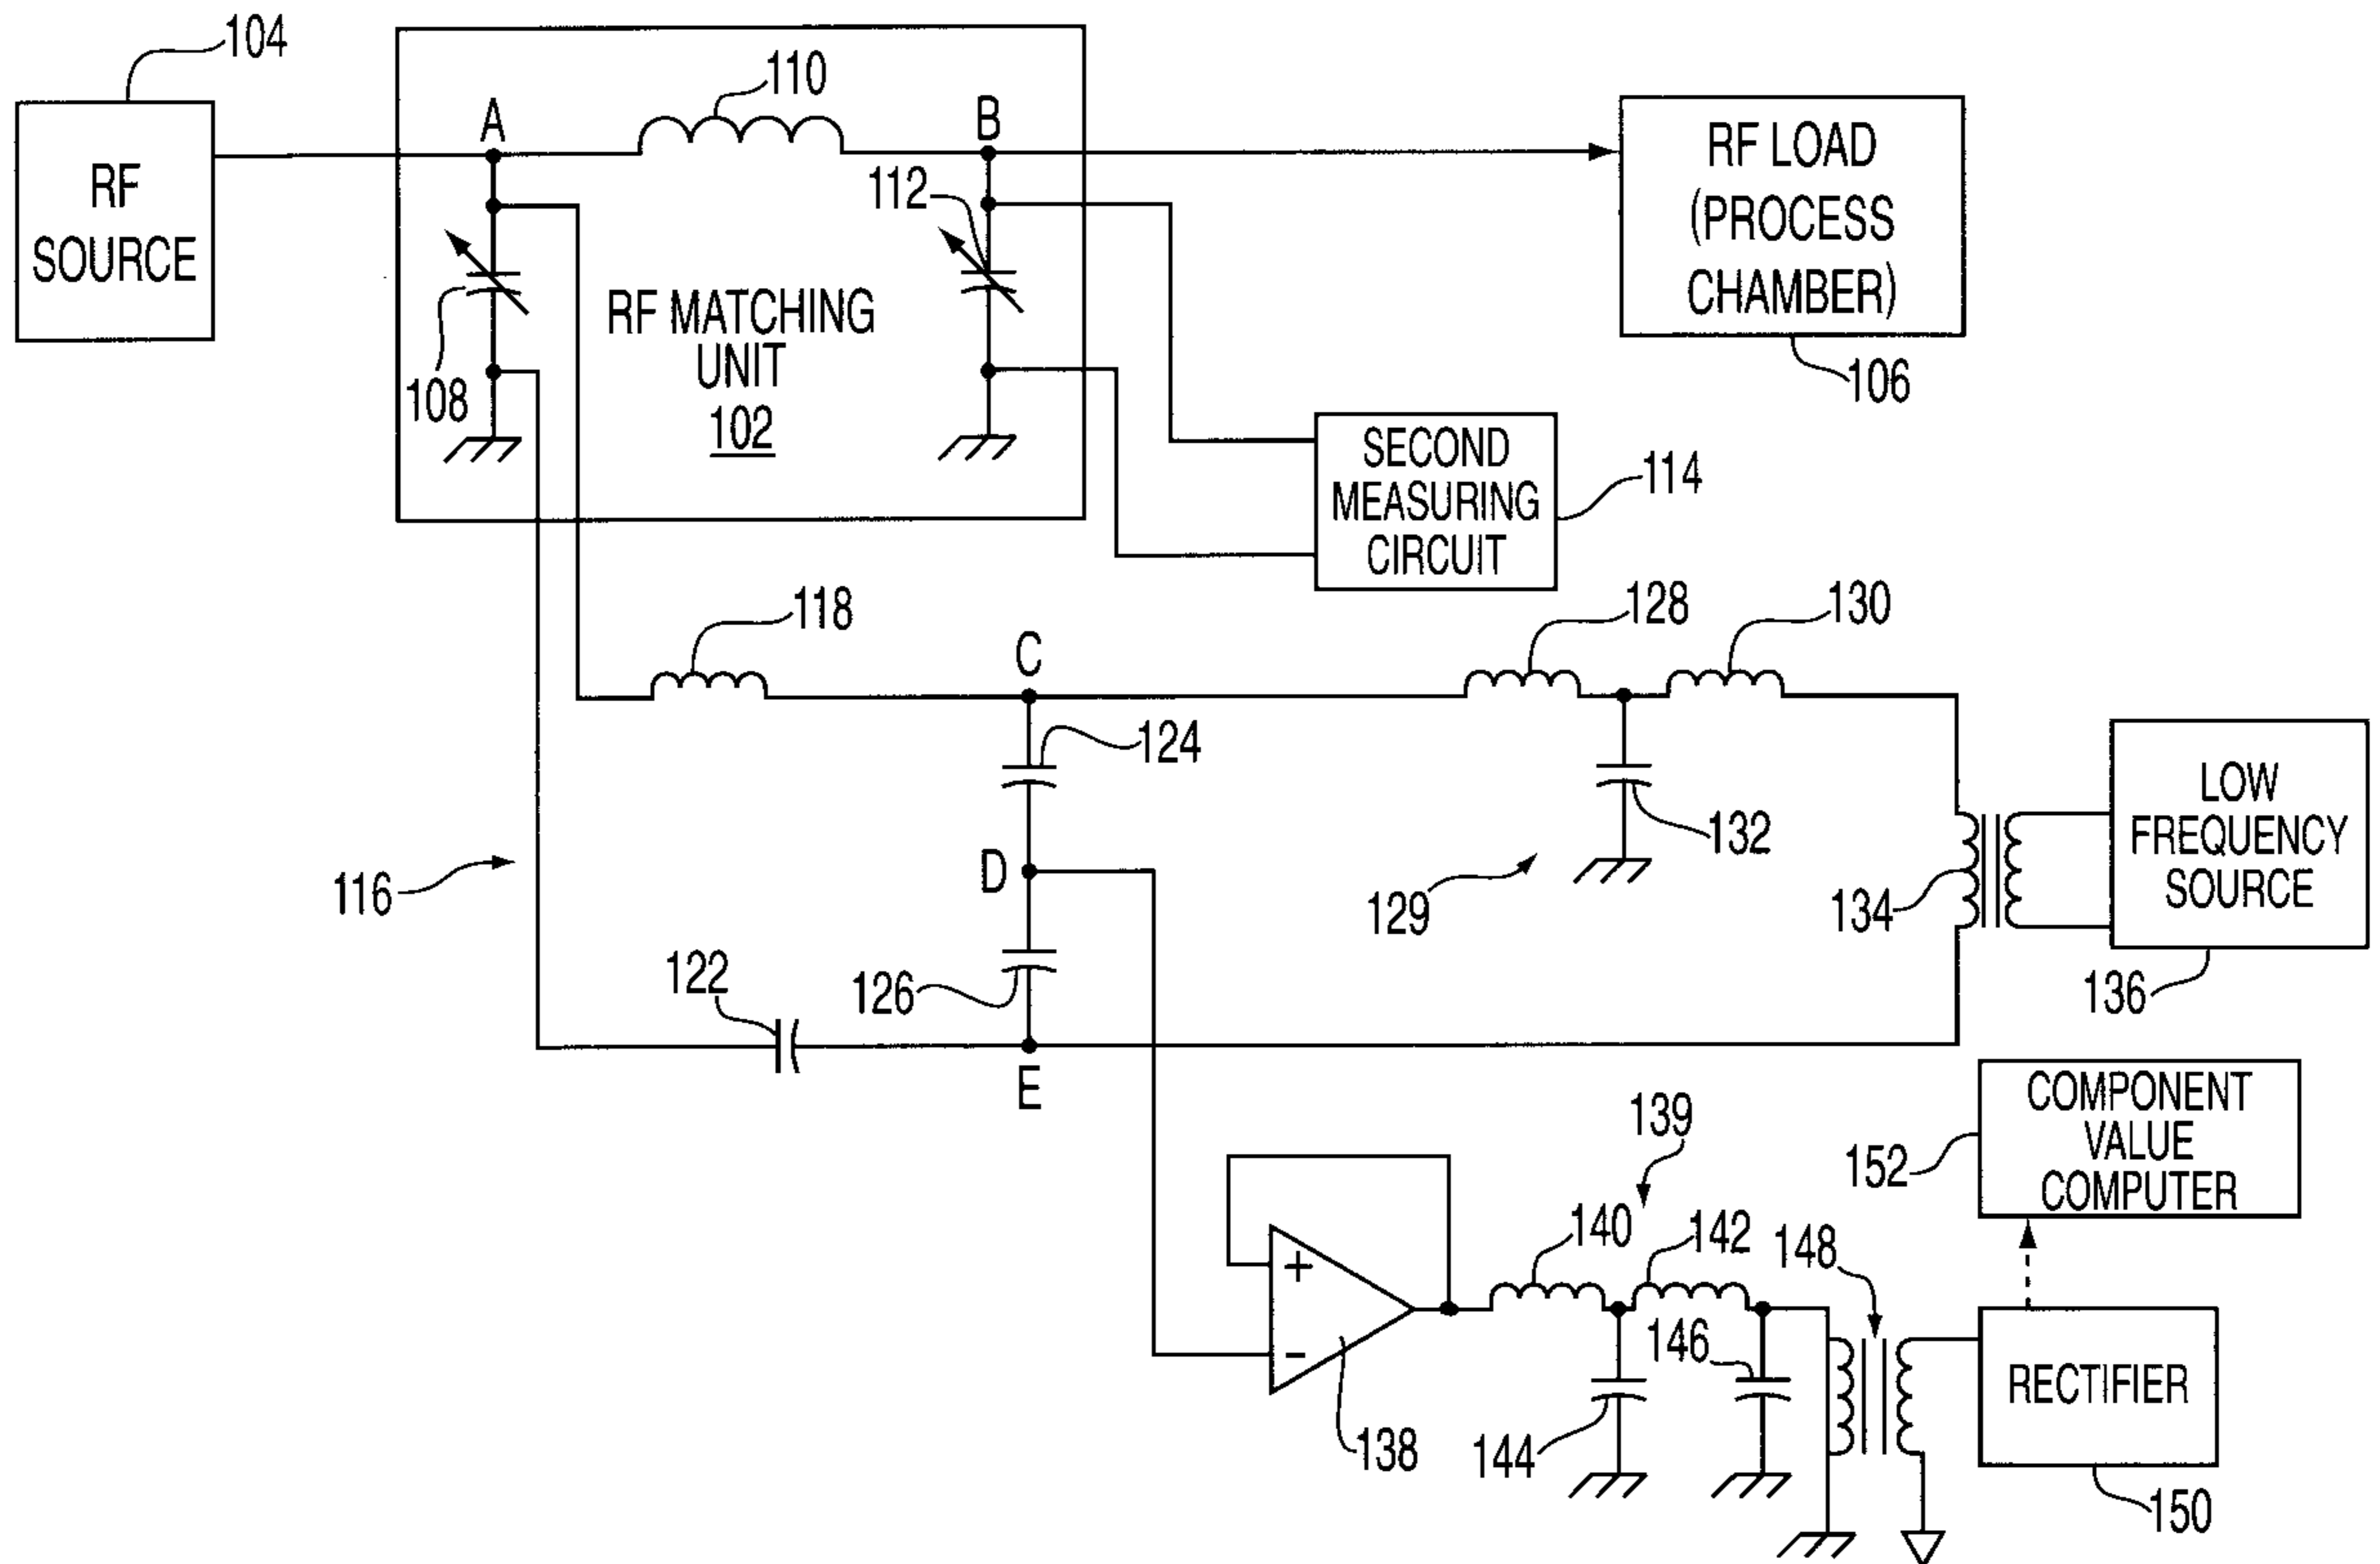 104
RF
SOURCE
A
110
B
112
108
RF MATCHING
UNIT
102
RF LOAD
(PROCESS
CHAMBER)
106
SECOND
MEASURING
CIRCUIT
114
118
C
128
130
124
132
116
D
129
134
LOW
FREQUENCY
SOURCE
136
122
126
E
139
COMPONENT
VALUE
COMPUTER
152
140
142
148
+
-
138
144
146
RECTIFIER
150